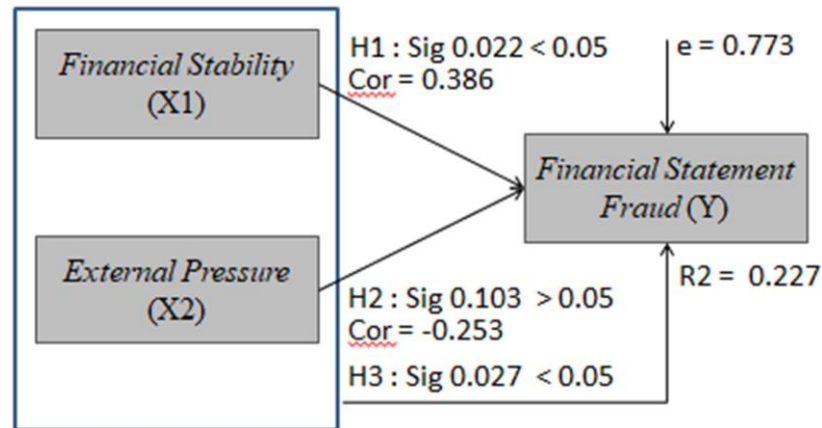 Financial Stability
(X1)
H1 : Sig 0.022 < 0.05
Cor = 0.386
e = 0.773
Financial Statement
Fraud (Y)
External Pressure
(X2)
H2 : Sig 0.103 > 0.05
Cor = -0.253
R2 = 0.227
H3 : Sig 0.027 < 0.05